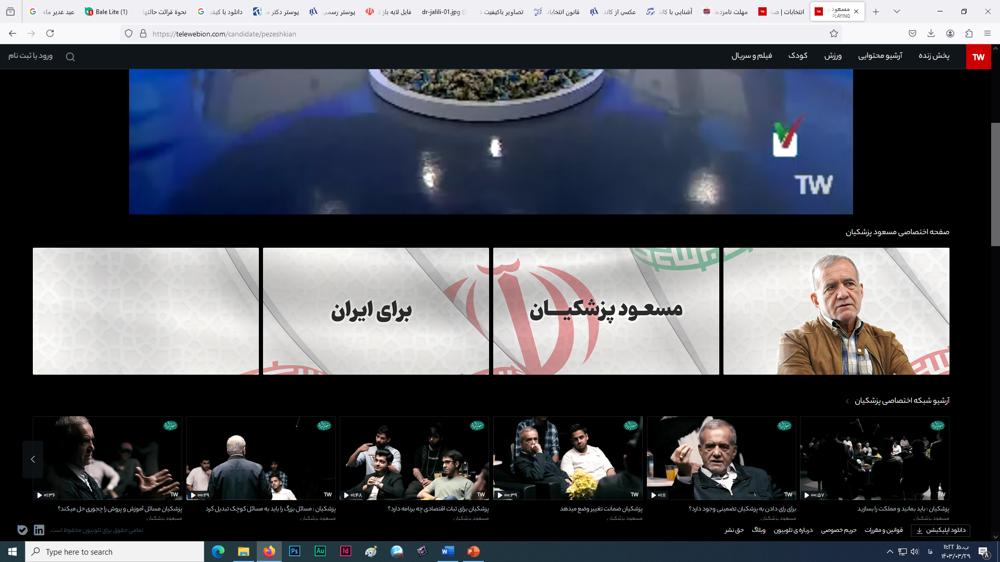 عید غدیر ماه
Bale Lite (1)
نحوة قرائت حالتها
دانلود با کیفی
پوستر دکتر س
پوستر رسمی
فایل لایه باز ت
dr-jalili-01.jpg
تصاویر باکیفیت د
قانون انتخابات
عکسی از کاند
آشنایی با کاند
مهلت نامزدها
انتخابات | صد
مسعود پ
PLAYING
https://telewebion.com/candidate/pezeshkian
TW
پخش زنده
آرشیو محتوایی
ورزش
کودک
فیلم و سریال
ورود یا ثبت نام
TW
صفحه اختصاصی مسعود پزشکیان
مسعـود پزشکیـــان
برای ایران
آرشیو شبکه اختصاصی پزشکیان
TW
۰۰:۵۷
TW
۰۱:۱۱
TW
۰۰:۳۹
TW
۰۱:۴۸
TW
۰۰:۲۹
TW
۰۱:۳۶
پزشکیان : باید بمانید و مملکت را بسازید
برای رای دادن به پزشکیان تضمینی وجود دارد؟
پزشکیان ضمانت تغییر وضع میدهد
پزشکیان برای ثبات اقتصادی چه برنامه دارد؟
پزشکیان : مسائل بزرگ را باید به مسائل کوچک تبدیل کرد
پزشکیان مسائل آموزش و پروش را چجوری حل میکند؟
مسعود پزشکیان
مسعود پزشکیان
مسعود پزشکیان
مسعود پزشکیان
مسعود پزشکیان
مسعود پزشکیان
دانلود اپلیکیشن
قوانین و مقررات
حریم خصوصی
درباره ی تلوبیون
وبلاگ
حق نشر
تمامی حقوق برای تلوبیون محفوظ است.
Type here to search
Ps
Au
Id
فا
۱۱:۲۲ ب.ظ
۱۴۰۳/۰۳/۲۹
۸